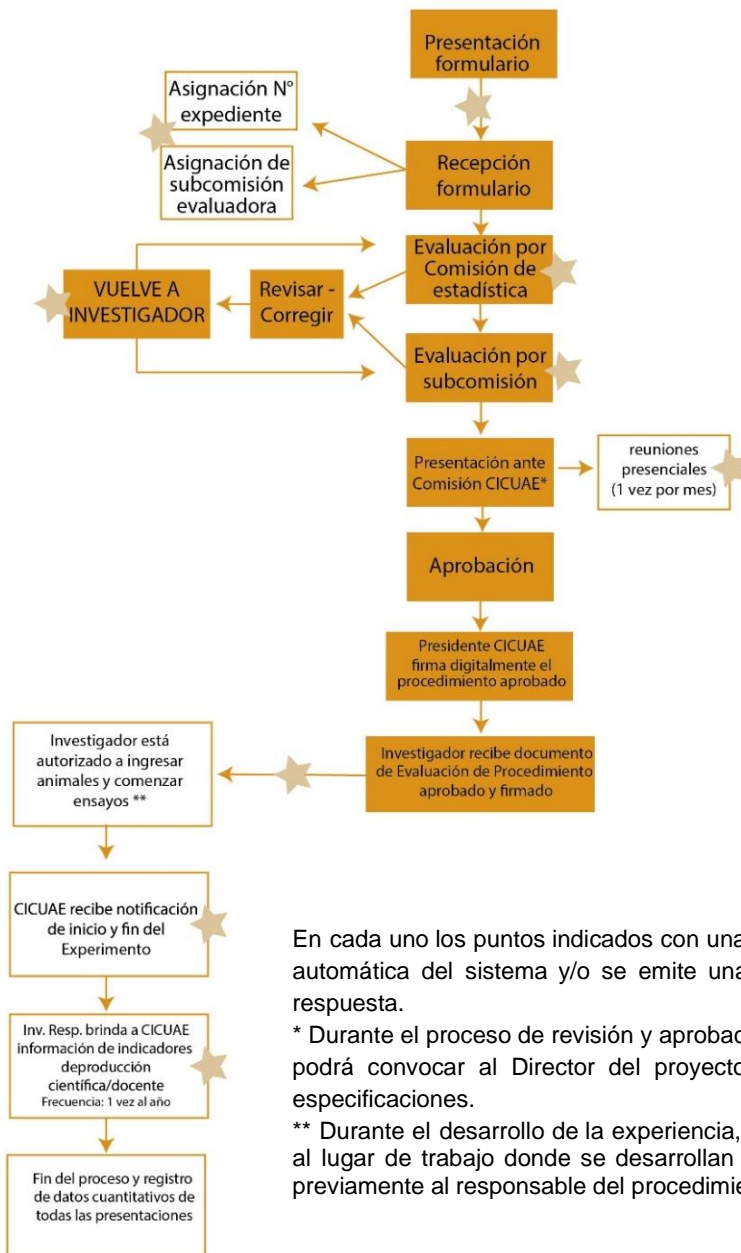 Presentación
formulario
Asignación N°
expediente
Asignación de
subcomisión
evaluadora
Recepción
formulario
Evaluación por
Comisión de
estadística
VUELVE A
INVESTIGADOR
Revisar -
Corregir
Evaluación por
subcomisión
Presentación ante
Comisión CICUAE*
reuniones
presenciales
(1 vez por mes)
Aprobación
Presidente CICUAE
firma digitalmente el
procedimiento aprobado
Investigador recibe documento
de Evaluación de Procedimiento
aprobado y firmado
Investigador está
autorizado a ingresar
animales y comenzar
ensayos **
CICUAE recibe notificación
de inicio y fin del
Experimento
Inv. Resp. brinda a CICUAE
información de indicadores
deproducción
científica/docente
Frecuencia: 1 vez al año
Fin del proceso y registro
de datos cuantitativos de
todas las presentaciones
En cada uno los puntos indicados con una
automática del sistema y/o se emite una
respuesta.
* Durante el proceso de revisión y aprobac
podrá convocar al Director del proyecto
especificaciones.
** Durante el desarrollo de la experiencia,
al lugar de trabajo donde se desarrollan
previamente al responsable del procedimie